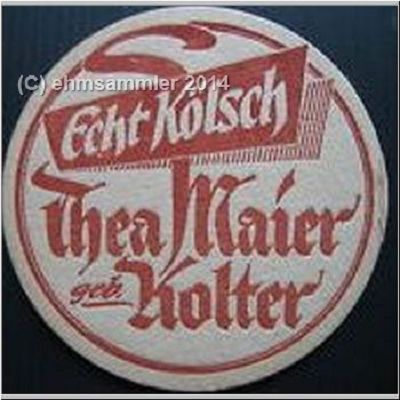 (C) ehmsammler 2014
Echt Kölsch
Thea Maier
geb. Kolter